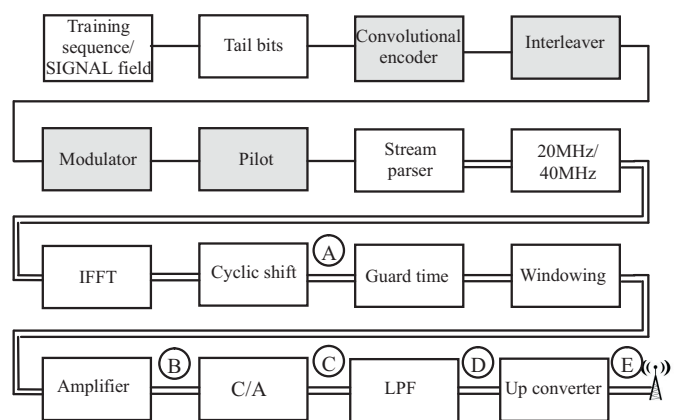 Training
sequence/
SIGNAL field
Tail bits
Convolutional
encoder
Interleaver
Modulator
Pilot
Stream
parser
20MHz/
40MHz
IFFT
Cyclic shift
A
Guard time
Windowing
Amplifier
B
C/A
C
LPF
D
Up converter
E